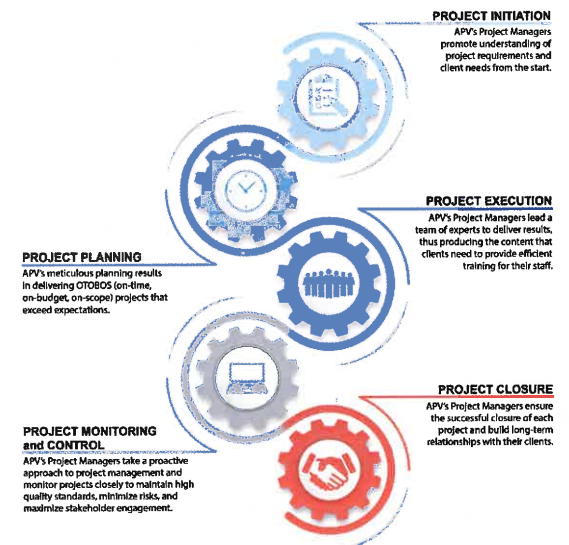 PROJECT INITIATION
APV's Project Managers
promote understanding of
project requirements and
client needs from the start.
PROJECT EXECUTION
APV's Project Managers lead a
team of experts to deliver results,
thus producing the content that
clients need to provide efficient
training for their staff.
PROJECT PLANNING
APV's meticulous planning results
in delivering OTOBOS (on-time,
on-budget, on-scope) projects that
exceed expectations.
PROJECT CLOSURE
APV's Project Managers ensure
the successful closure of each
project and build long-term
relationships with their clients.
PROJECT MONITORING
and CONTROL
APV's Project Managers take a proactive
approach to project management and
monitor projects closely to maintain high
quality standards, minimize risks, and
maximize stakeholder engagement.